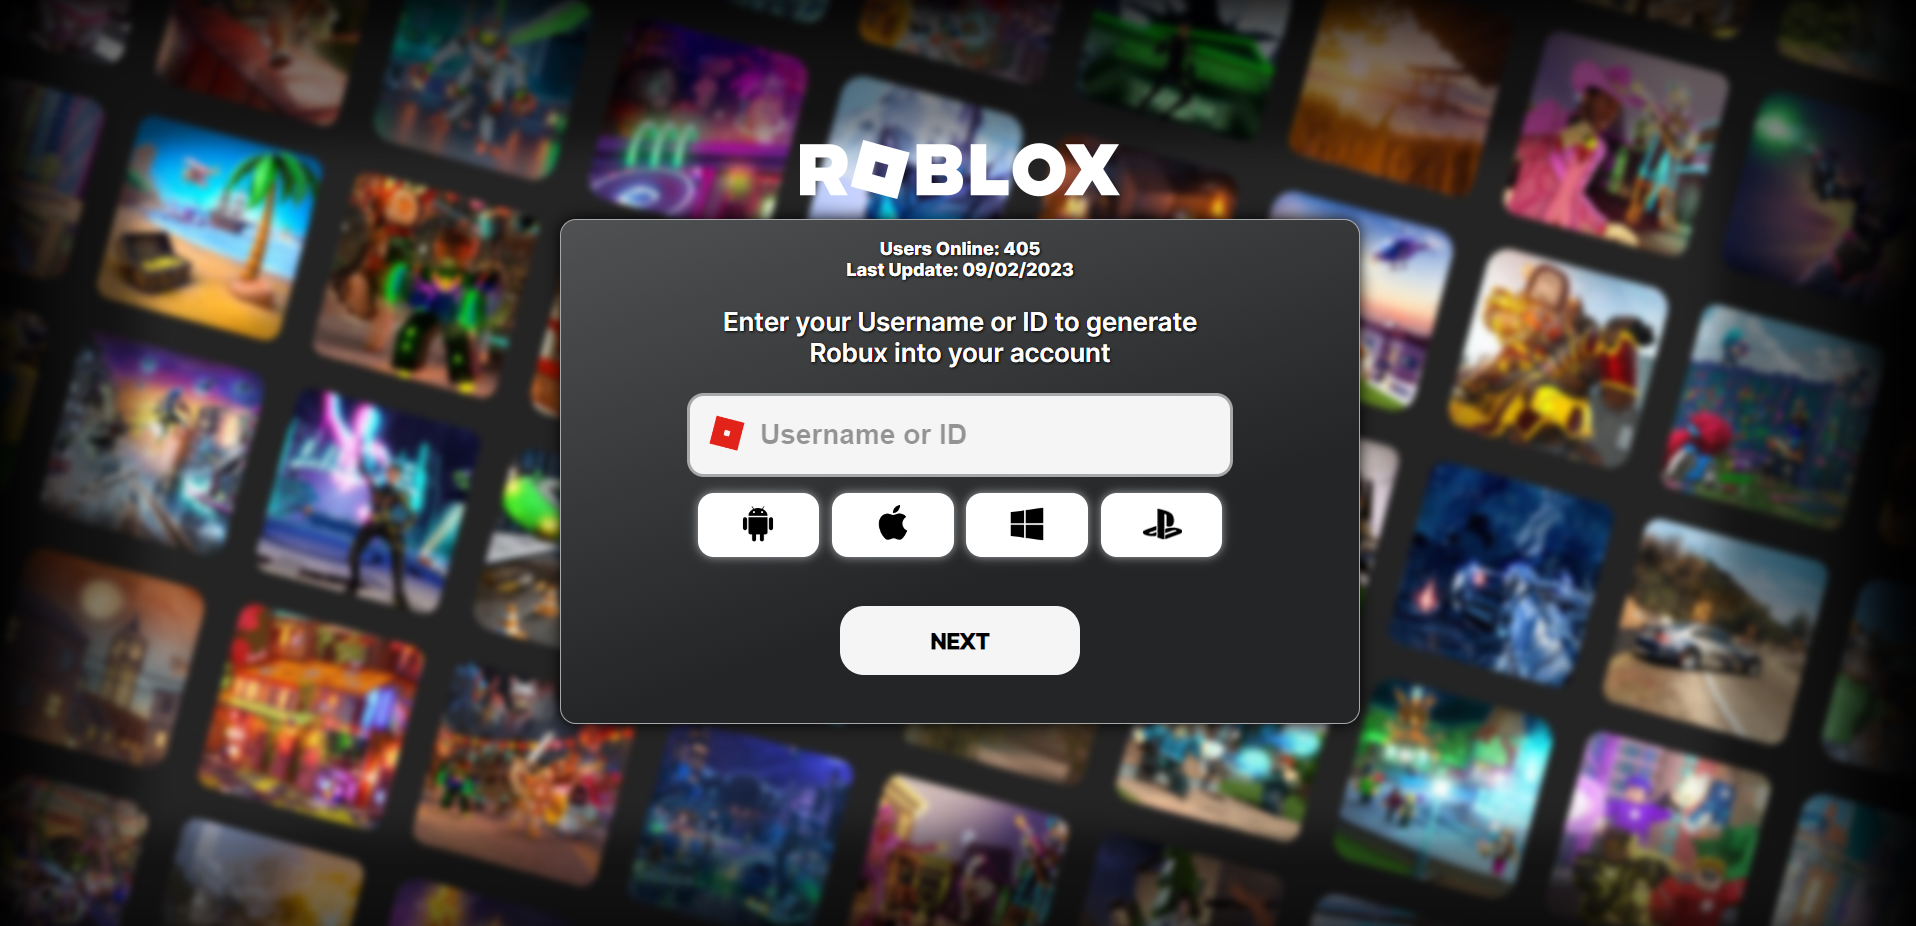 ROBLOX
Users Online: 405
Last Update: 09/02/2023
Enter your Username or ID to generate
Robux into your account
Username or ID
NEXT